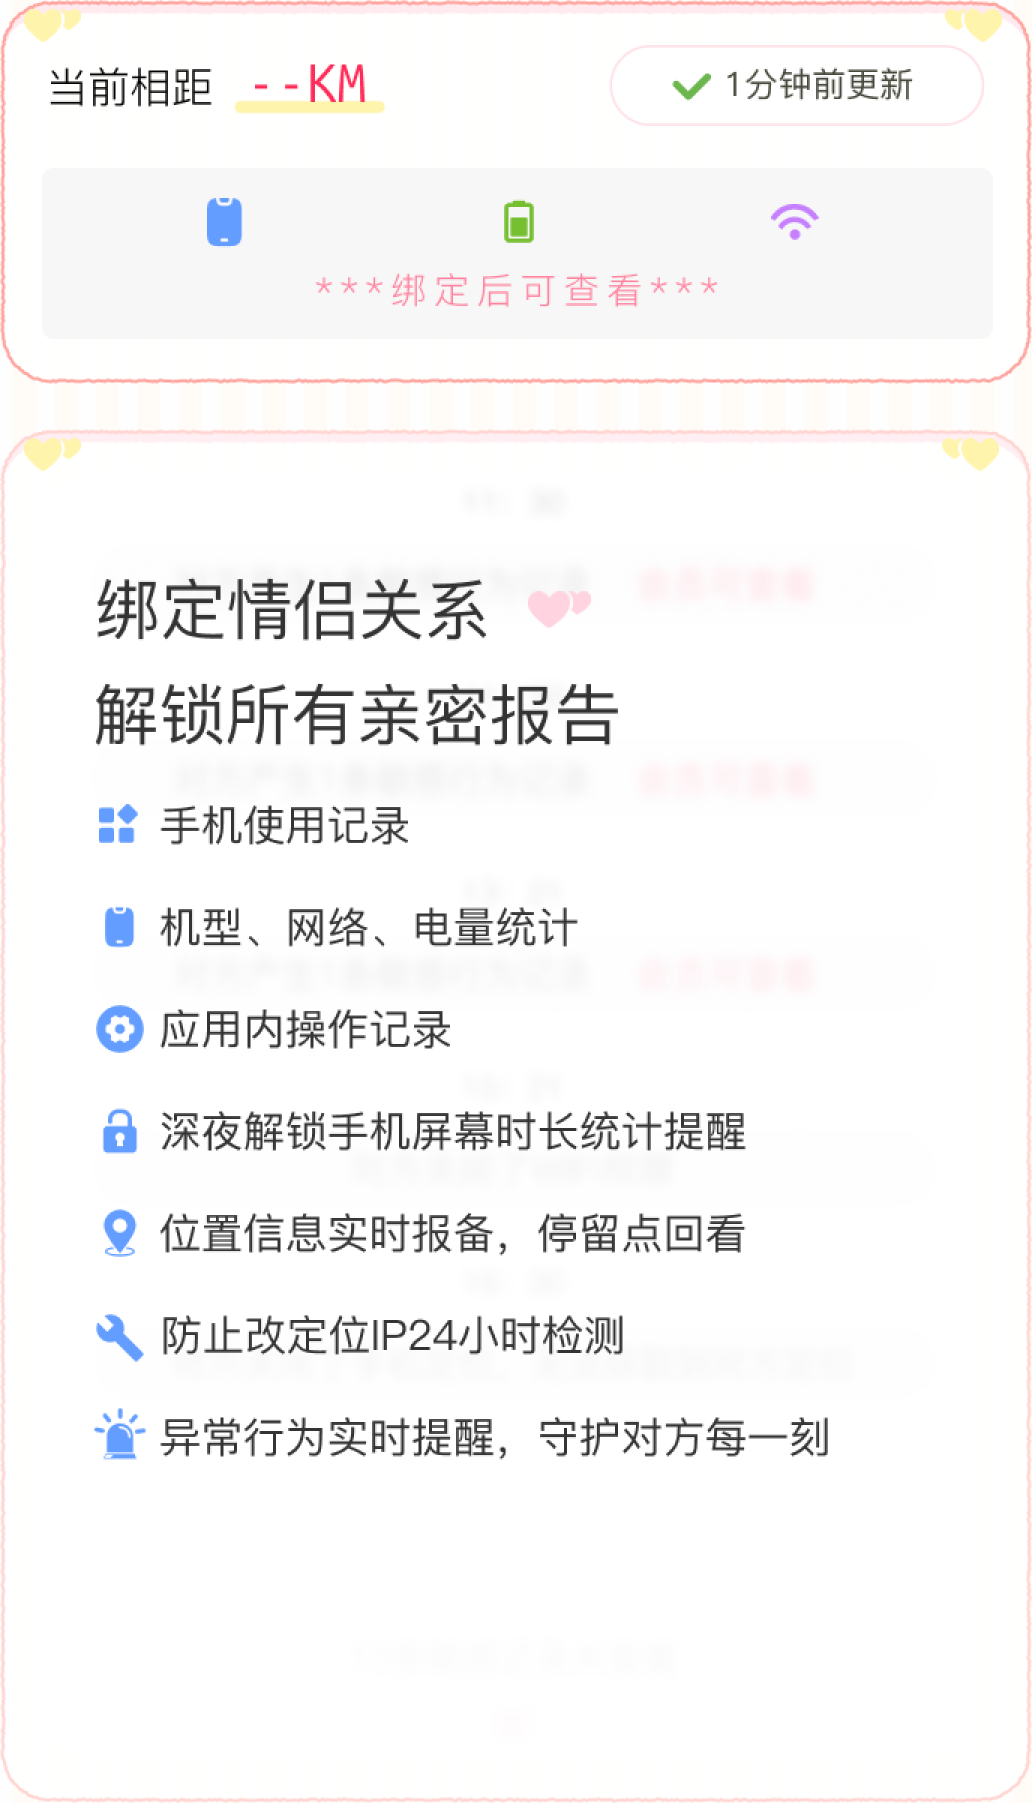 当前相距 --KM
1分钟前更新
***绑定后可查看***
绑定情侣关系
解锁所有亲密报告
手机使用记录
机型、网络、电量统计
应用内操作记录
深夜解锁手机屏幕时长统计提醒
位置信息实时报备，停留点回看
防止改定位IP24小时检测
异常行为实时提醒，守护对方每一刻